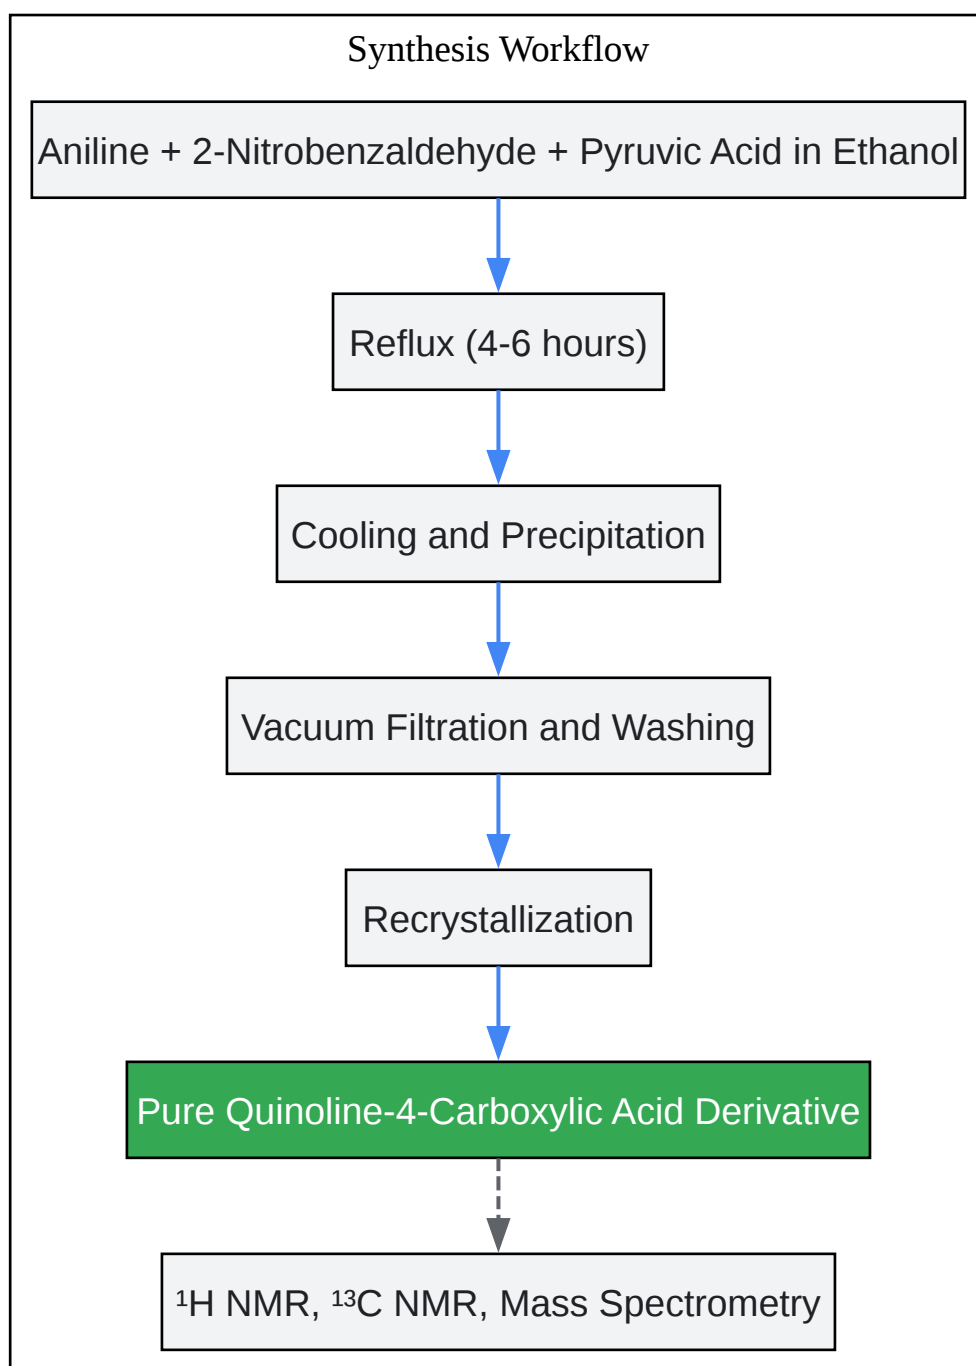 Synthesis Workflow
Aniline + 2-Nitrobenzaldehyde + Pyruvic Acid in Ethanol
Reflux (4-6 hours)
Cooling and Precipitation
Vacuum Filtration and Washing
Recrystallization
Pure Quinoline-4-Carboxylic Acid Derivative
¹H NMR, ¹³C NMR, Mass Spectrometry